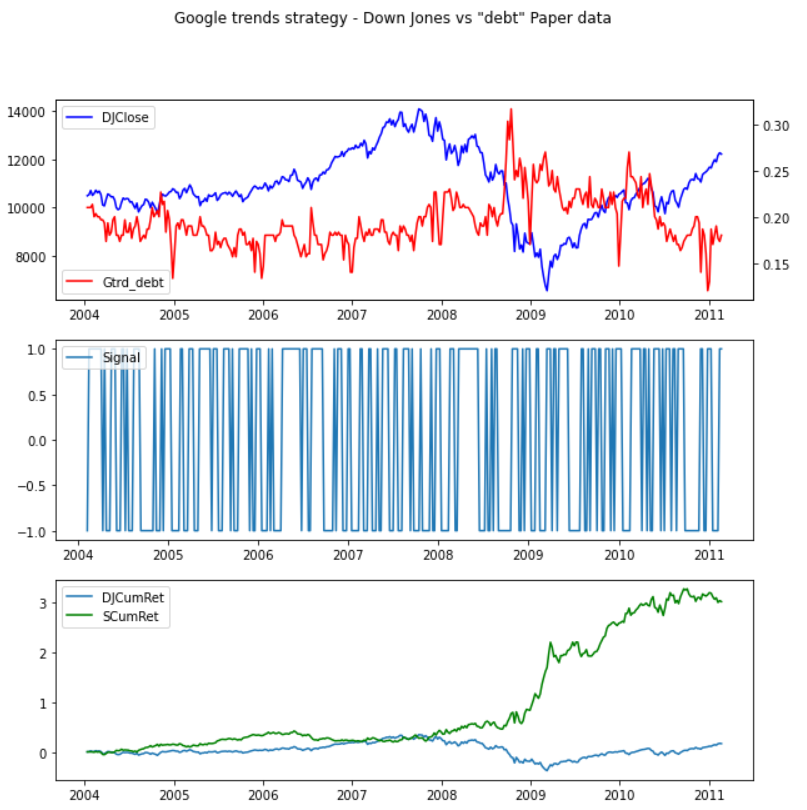 Google trends strategy - Down Jones vs "debt" Paper data
DJClose
Gtrd_debt
14000
12000
10000
8000
0.30
0.25
0.20
0.15
2004 2005 2006 2007 2008 2009 2010 2011
Signal
1.0
0.5
0.0
−0.5
−1.0
2004 2005 2006 2007 2008 2009 2010 2011
DJCumRet
SCumRet
3
2
1
0
2004 2005 2006 2007 2008 2009 2010 2011